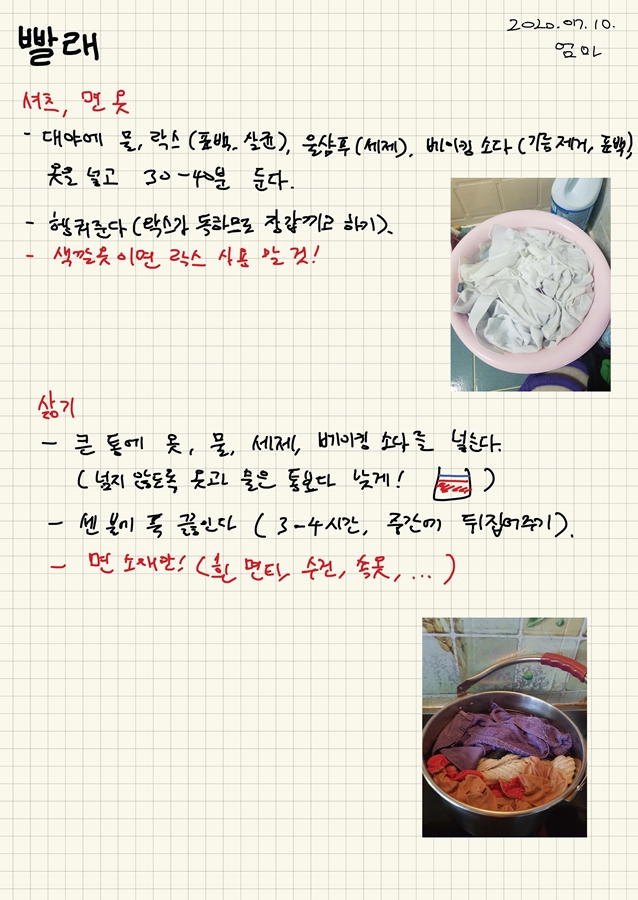 빨래
2020.07.10.
엄마
셔츠, 면 옷
- 대야에 물, 락스(표백, 살균), 울샴푸(세제), 베이킹 소다(기능제거, 표백)
옷을 넣고 30-40분 둔다.
- 헹궈준다(락스가 독하므로 장갑끼고 하기).
- 색깔옷이면 락스 사용 말 것!
삶기
- 큰 통에 옷, 물, 세제, 베이킹 소다를 넣는다.
(넘지 않도록 옷과 물은 통보다 낮게! )
- 센 불에 푹 끓인다 (3-4시간, 중간에 뒤집어주기).
- 면 소재만! (흰 면티, 수건, 속옷, ...)